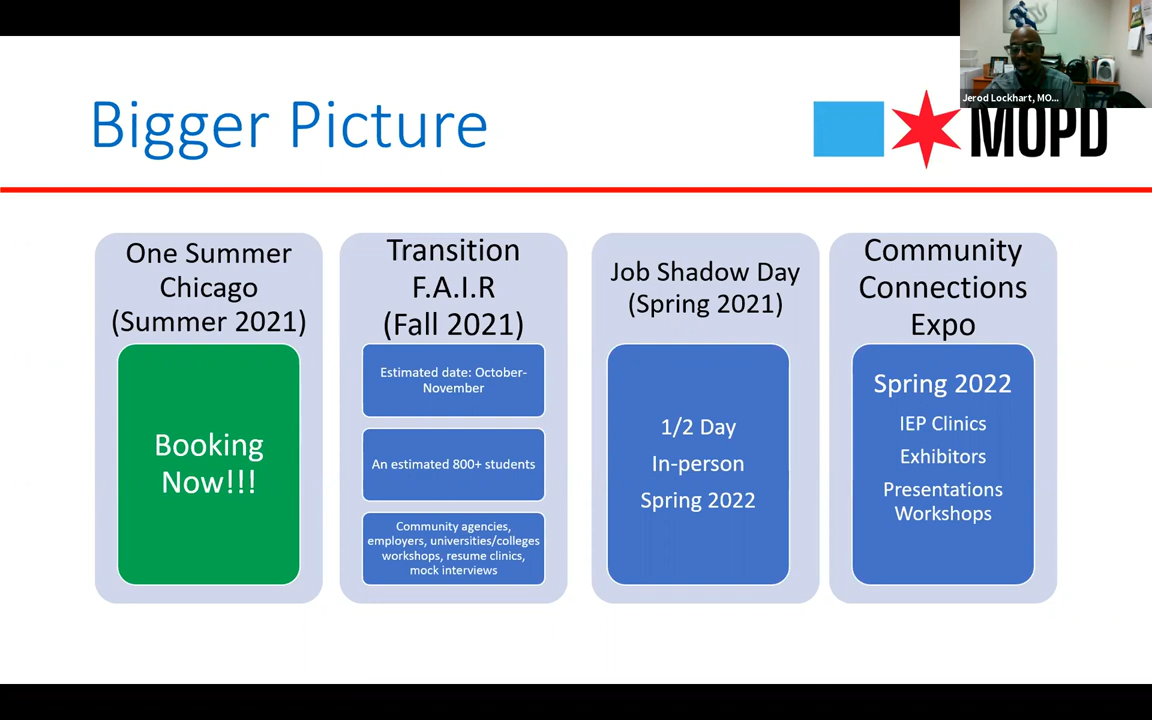 Jerod Lockhart, MO...
Bigger Picture
MOPD
One Summer
Chicago
(Summer 2021)
Booking
Now!!!
Transition
F.A.I.R
(Fall 2021)
Estimated date: October-
November
An estimated 800+ students
Community agencies,
employers, universities/colleges
workshops, resume clinics,
mock interviews
Job Shadow Day
(Spring 2021)
1/2 Day
In-person
Spring 2022
Community
Connections
Expo
Spring 2022
IEP Clinics
Exhibitors
Presentations
Workshops